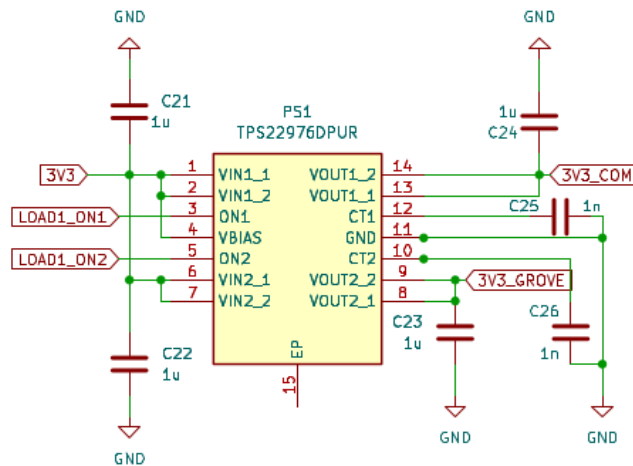 GND
GND
C21
1u
PS1
TPS22976DPUR
1u
C24
3V3
1
VIN1_1
VOUT1_2
14
3V3_COM
2
VIN1_2
VOUT1_1
13
LOAD1_ON1
3
ON1
CT1
12
C25
1n
4
VBIAS
GND
11
LOAD1_ON2
5
ON2
CT2
10
6
VIN2_1
VOUT2_2
9
3V3_GROVE
7
VIN2_2
VOUT2_1
8
C22
1u
EP
15
C23
1u
C26
1n
GND
GND
GND